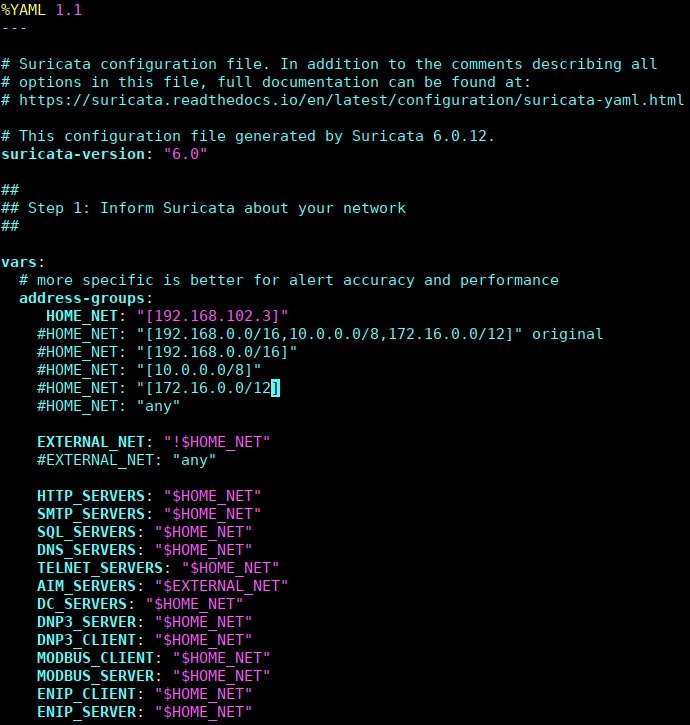 %YAML 1.1
---
# Suricata configuration file. In addition to the comments describing all
# options in this file, full documentation can be found at:
# https://suricata.readthedocs.io/en/latest/configuration/suricata-yaml.html
# This configuration file generated by Suricata 6.0.12.
suricata-version: "6.0"
##
## Step 1: Inform Suricata about your network
##
vars:
  # more specific is better for alert accuracy and performance
  address-groups:
     HOME_NET: "[192.168.102.3]"
    #HOME_NET: "[192.168.0.0/16,10.0.0.0/8,172.16.0.0/12]" original
    #HOME_NET: "[192.168.0.0/16]"
    #HOME_NET: "[10.0.0.0/8]"
    #HOME_NET: "[172.16.0.0/12]
    #HOME_NET: "any"
    EXTERNAL_NET: "!$HOME_NET"
    #EXTERNAL_NET: "any"
    HTTP_SERVERS: "$HOME_NET"
    SMTP_SERVERS: "$HOME_NET"
    SQL_SERVERS: "$HOME_NET"
    DNS_SERVERS: "$HOME_NET"
    TELNET_SERVERS: "$HOME_NET"
    AIM_SERVERS: "$EXTERNAL_NET"
    DC_SERVERS: "$HOME_NET"
    DNP3_SERVER: "$HOME_NET"
    DNP3_CLIENT: "$HOME_NET"
    MODBUS_CLIENT: "$HOME_NET"
    MODBUS_SERVER: "$HOME_NET"
    ENIP_CLIENT: "$HOME_NET"
    ENIP_SERVER: "$HOME_NET"